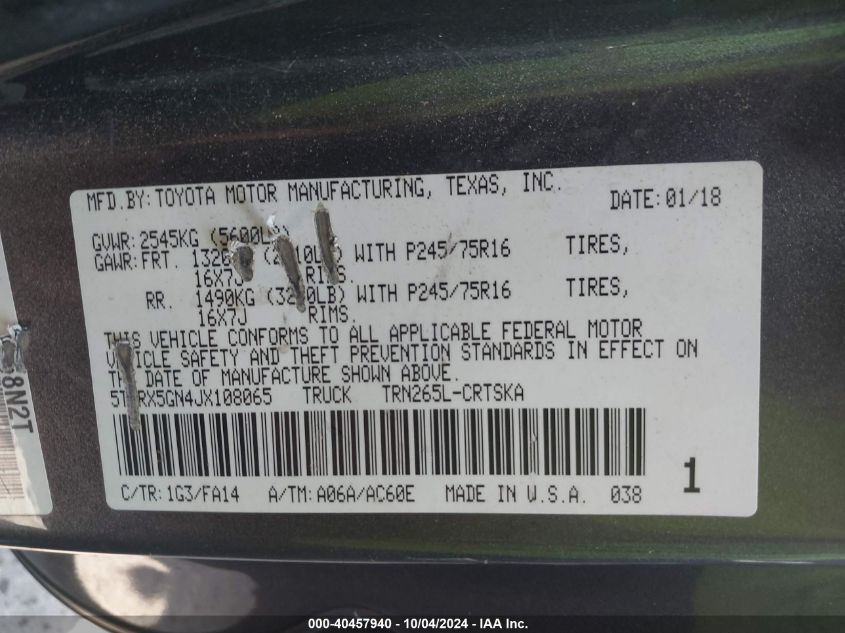 MFD.BY: TOYOTA MOTOR MANUFACTURING, TEXAS, INC. DATE: 01/18
GVWR: 2545KG
GAWR: FRT. WITH P245/75R16 TIRES,
16X7J RIMS.
RR. 1490KG WITH P245/75R16 TIRES,
16X7J RIMS.
THIS VEHICLE CONFORMS TO ALL APPLICABLE FEDERAL MOTOR
VEHICLE SAFETY AND THEFT PREVENTION STANDARDS IN EFFECT ON
THE DATE OF MANUFACTURE SHOWN ABOVE.
TRUCK TRN265L-CRTSKA
C/TR: 1G3/FA14 A/TM: A06A/AC60E MADE IN U.S.A. 038 1
000-40457940 - 10/04/2024 - IAA Inc.